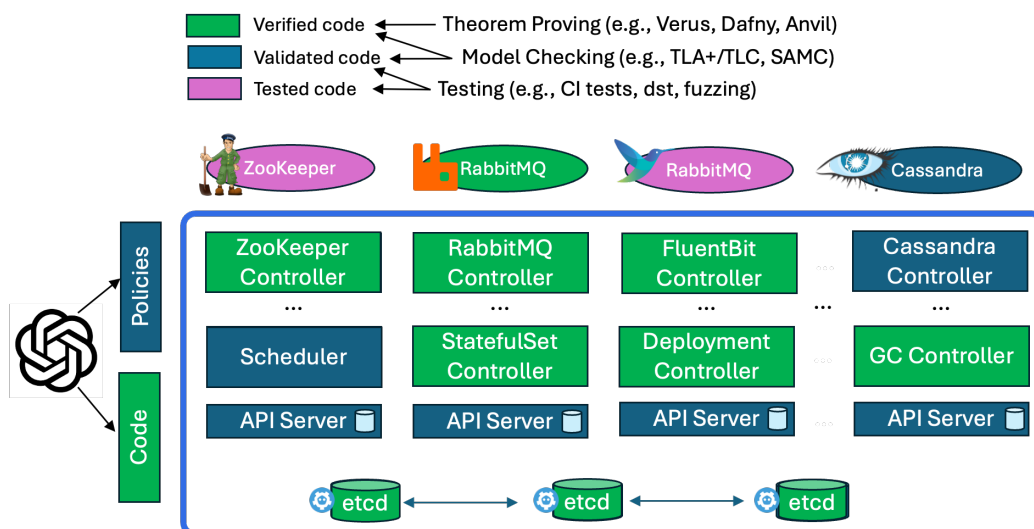 Verified code
Theorem Proving (e.g., Verus, Dafny, Anvil)
Validated code
Model Checking (e.g., TLA+/TLC, SAMC)
Tested code
Testing (e.g., CI tests, dst, fuzzing)
ZooKeeper
RabbitMQ
RabbitMQ
Cassandra
Policies
Code
ZooKeeper
Controller
RabbitMQ
Controller
FluentBit
Controller
...
Cassandra
Controller
...
...
...
...
...
Scheduler
StatefulSet
Controller
Deployment
Controller
...
GC Controller
API Server
API Server
API Server
...
API Server
etcd
etcd
etcd